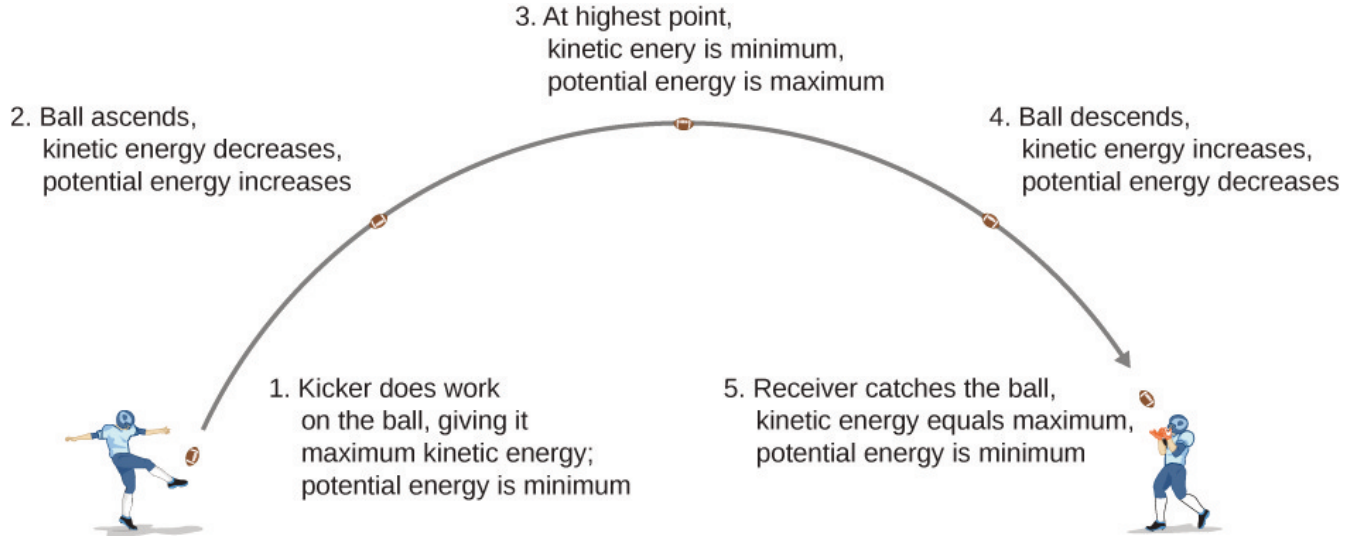 1. Kicker does work
on the ball, giving it
maximum kinetic energy;
potential energy is minimum
2. Ball ascends,
kinetic energy decreases,
potential energy increases
3. At highest point,
kinetic enery is minimum,
potential energy is maximum
4. Ball descends,
kinetic energy increases,
potential energy decreases
5. Receiver catches the ball,
kinetic energy equals maximum,
potential energy is minimum